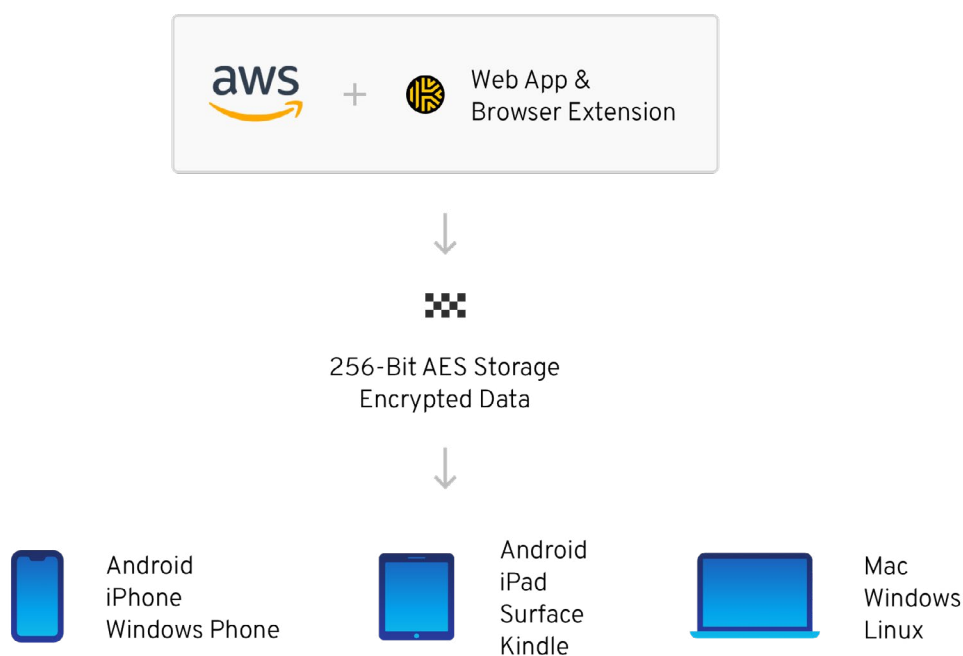 aws
+
Web App &
Browser Extension
256-Bit AES Storage
Encrypted Data
Android
iPhone
Windows Phone
Android
iPad
Surface
Kindle
Mac
Windows
Linux